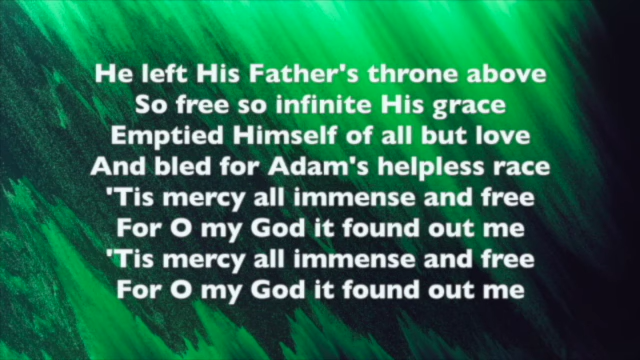 He left His Father's throne above
So free so infinite His grace
Emptied Himself of all but love
And bled for Adam's helpless race
'Tis mercy all immense and free
For O my God it found out me
'Tis mercy all immense and free
For O my God it found out me